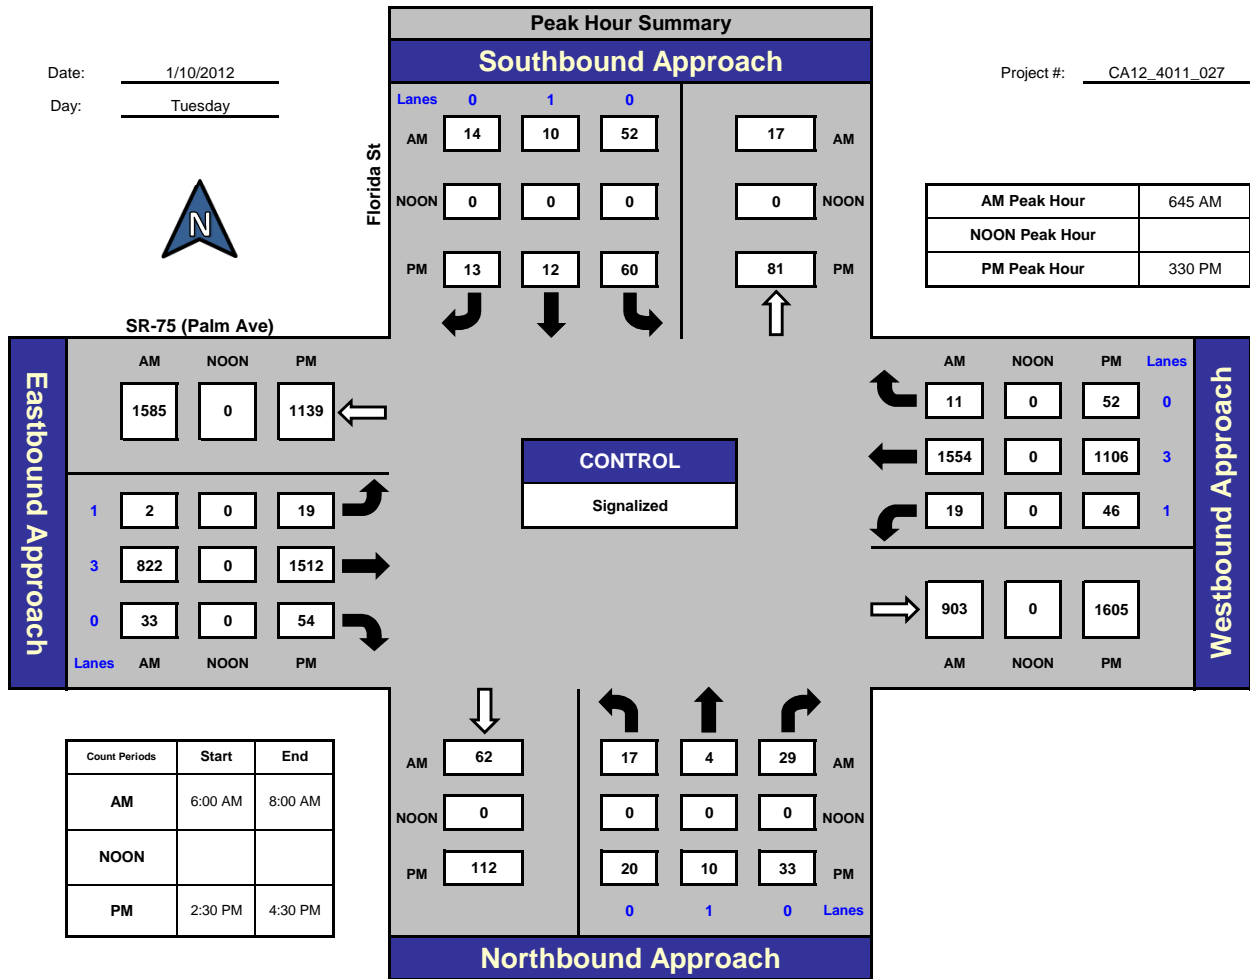 Peak Hour Summary
Southbound Approach
Date: 1/10/2012
Day: Tuesday
Project #: CA12_4011_027
N
Florida St
Lanes 0 1 0
AM 14 10 52 17 AM
NOON 0 0 0 0 NOON
PM 13 12 60 81 PM
AM Peak Hour 645 AM
NOON Peak Hour
PM Peak Hour 330 PM
SR-75 (Palm Ave)
Eastbound Approach
AM NOON PM
1585 0 1139
1 2 0 19
3 822 0 1512
0 33 0 54
Lanes AM NOON PM
CONTROL
Signalized
AM NOON PM Lanes
11 0 52 0
1554 0 1106 3
19 0 46 1
903 0 1605
AM NOON PM
Westbound Approach
Count Periods Start End
AM 6:00 AM 8:00 AM
NOON
PM 2:30 PM 4:30 PM
AM 62 17 4 29 AM
NOON 0 0 0 0 NOON
PM 112 20 10 33 PM
0 1 0 Lanes
Northbound Approach